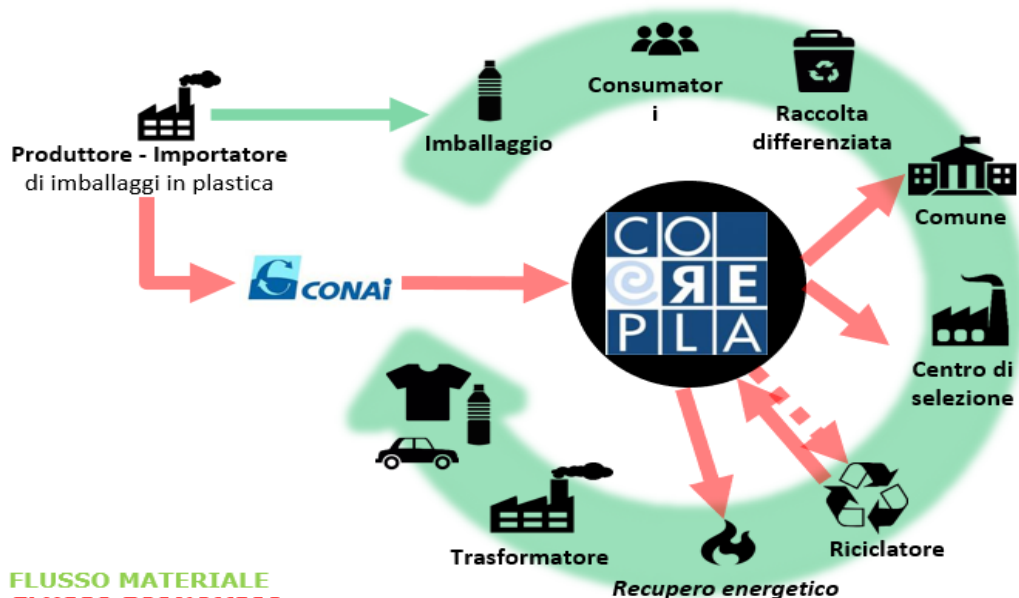 Imballaggio
Consumator
i
Raccolta
differenziata
Produttore - Importatore
di imballaggi in plastica
Comune
CONAi
CO
RE
PLA
Centro di
selezione
Trasformatore
Riciclatore
Recupero energetico
FLUSSO MATERIALE